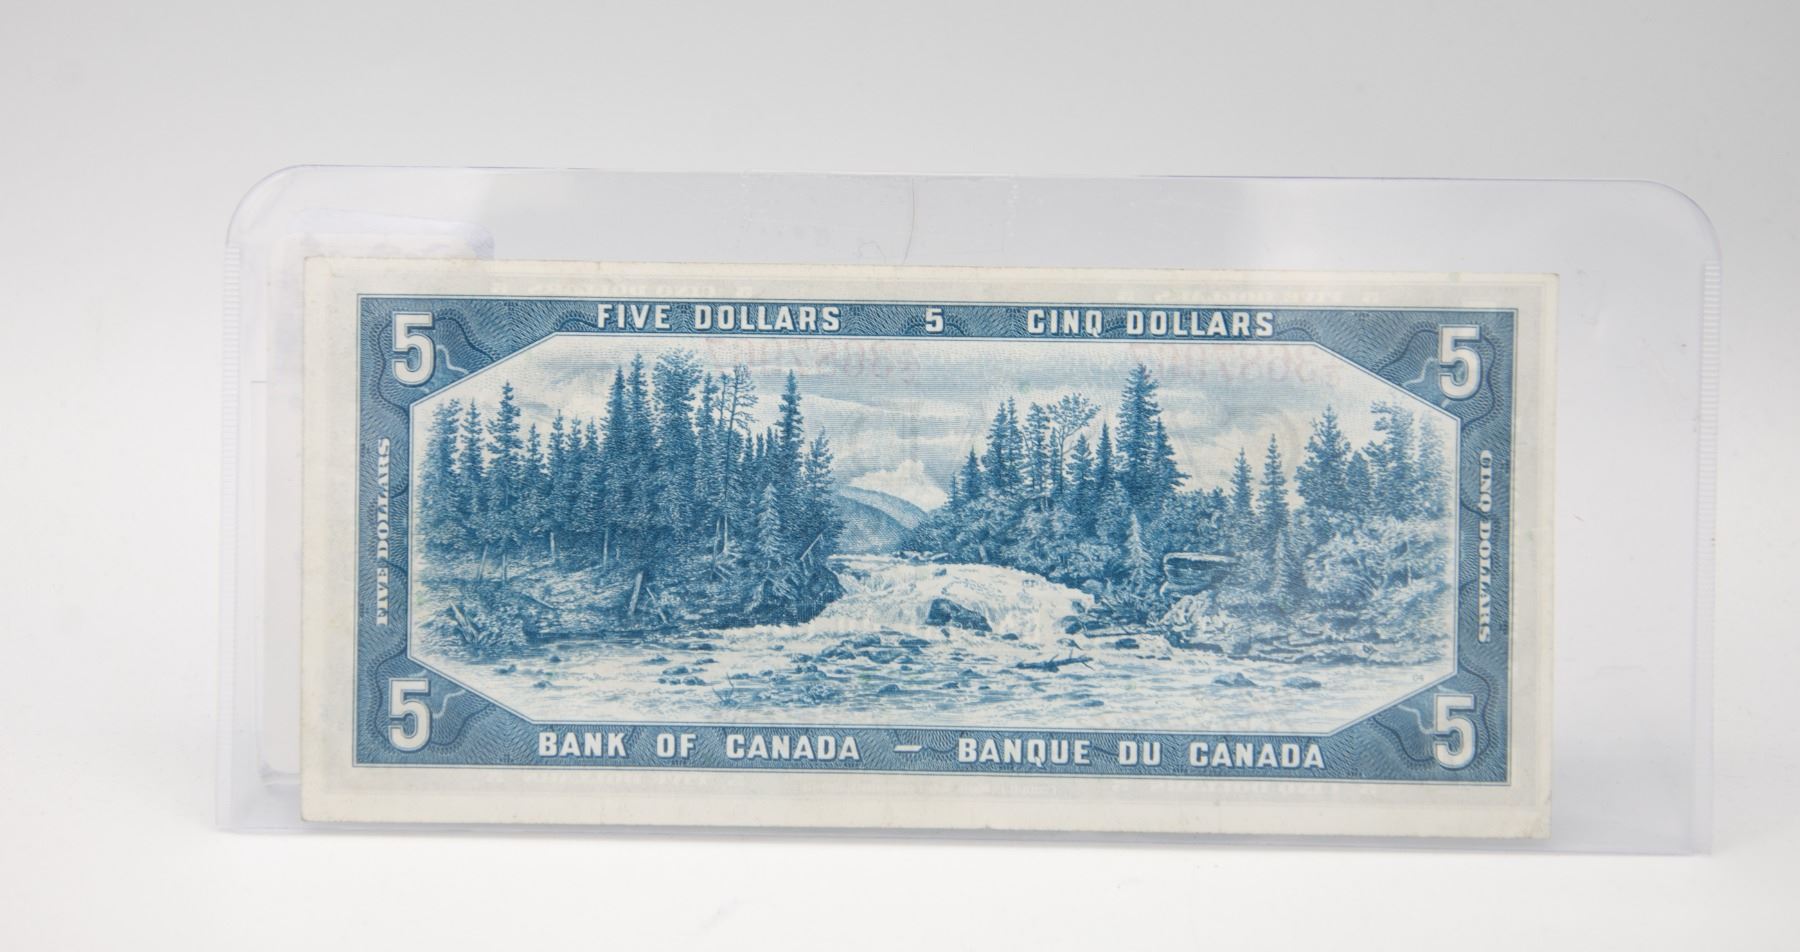 FIVE DOLLARS 5 CINQ DOLLARS
5 5
FIVE DOLLARS
CINQ DOLLARS
5 5
BANK OF CANADA — BANQUE DU CANADA